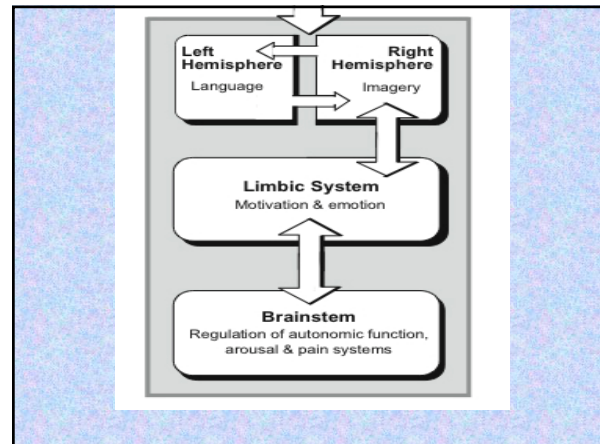 Left
Hemisphere
Language
Right
Hemisphere
Imagery
Limbic System
Motivation & emotion
Brainstem
Regulation of autonomic function,
arousal & pain systems